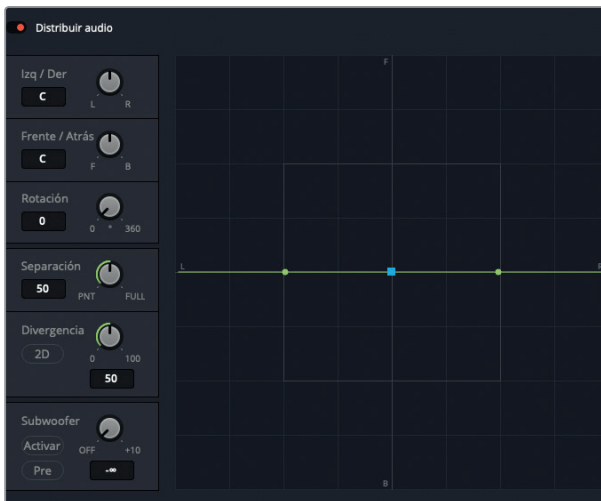 Distribuir audio
Izq / Der
C
L R
Frente / Atrás
C
F B
Rotación
0
0 ° 360
Separación
50
PNT FULL
Divergencia
2D
0 100
50
Subwoofer
Activar
OFF +10
Pre
-∞
F
L
B